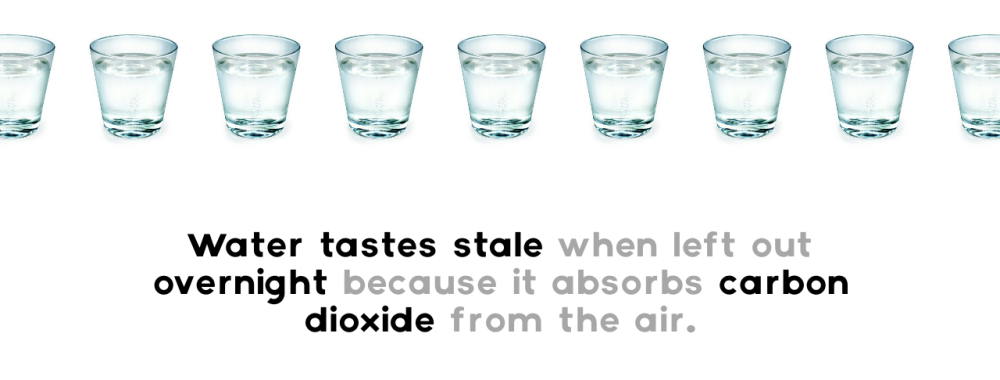 Water tastes stale when left out
overnight because it absorbs carbon
dioxide from the air.